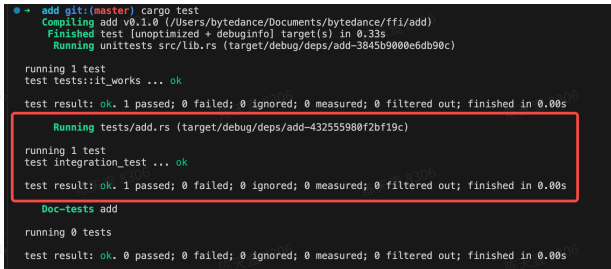 ➜ add git:(master) cargo test
Compiling add v0.1.0 (/Users/bytedance/Documents/bytedance/ffi/add)
Finished test [unoptimized + debuginfo] target(s) in 0.33s
Running unittests src/lib.rs (target/debug/deps/add-3845b9000e6db90c)
running 1 test
test tests::it_works ... ok
test result: ok. 1 passed; 0 failed; 0 ignored; 0 measured; 0 filtered out; finished in 0.00s
Running tests/add.rs (target/debug/deps/add-432555980f2bf19c)
running 1 test
test integration_test ... ok
test result: ok. 1 passed; 0 failed; 0 ignored; 0 measured; 0 filtered out; finished in 0.00s
Doc-tests add
running 0 tests
test result: ok. 0 passed; 0 failed; 0 ignored; 0 measured; 0 filtered out; finished in 0.00s